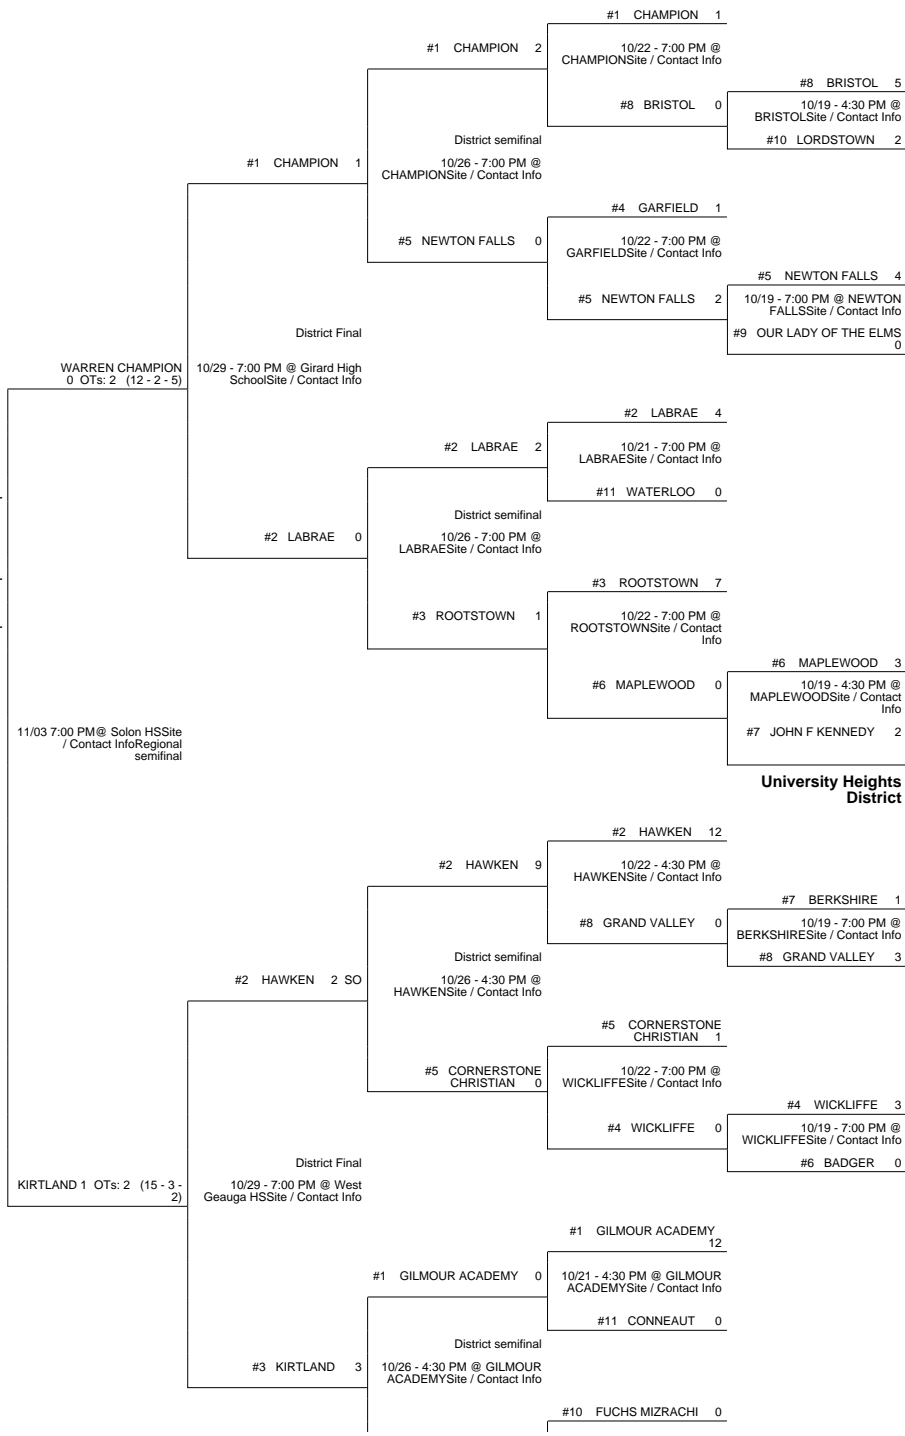 #1 CHAMPION 1
#1 CHAMPION 2
10/22 - 7:00 PM @
CHAMPIONSite / Contact Info
#8 BRISTOL 5
#8 BRISTOL 0
10/19 - 4:30 PM @
BRISTOLSite / Contact Info
#10 LORDSTOWN 2
District semifinal
#1 CHAMPION 1
10/26 - 7:00 PM @
CHAMPIONSite / Contact Info
#4 GARFIELD 1
#5 NEWTON FALLS 0
10/22 - 7:00 PM @
GARFIELDSite / Contact Info
#5 NEWTON FALLS 4
#5 NEWTON FALLS 2
10/19 - 7:00 PM @ NEWTON
FALLSSite / Contact Info
#9 OUR LADY OF THE ELMS
0
District Final
WARREN CHAMPION
0 OTs: 2 (12 - 2 - 5)
10/29 - 7:00 PM @ Girard High
SchoolSite / Contact Info
#2 LABRAE 4
#2 LABRAE 2
10/21 - 7:00 PM @
LABRAESite / Contact Info
#11 WATERLOO 0
District semifinal
#2 LABRAE 0
10/26 - 7:00 PM @
LABRAESite / Contact Info
#3 ROOTSTOWN 7
#3 ROOTSTOWN 1
10/22 - 7:00 PM @
ROOTSTOWNSite / Contact
Info
#6 MAPLEWOOD 3
#6 MAPLEWOOD 0
10/19 - 4:30 PM @
MAPLEWOODSite / Contact
Info
#7 JOHN F KENNEDY 2
11/03 7:00 PM@ Solon HSSite
/ Contact InfoRegional
semifinal
University Heights
District
#2 HAWKEN 12
#2 HAWKEN 9
10/22 - 4:30 PM @
HAWKENSite / Contact Info
#7 BERKSHIRE 1
#8 GRAND VALLEY 0
10/19 - 7:00 PM @
BERKSHIRESite / Contact Info
#8 GRAND VALLEY 3
District semifinal
#2 HAWKEN 2 SO
10/26 - 4:30 PM @
HAWKENSite / Contact Info
#5 CORNERSTONE
CHRISTIAN 1
#5 CORNERSTONE
CHRISTIAN 0
10/22 - 7:00 PM @
WICKLIFFESite / Contact Info
#4 WICKLIFFE 3
#4 WICKLIFFE 0
10/19 - 7:00 PM @
WICKLIFFESite / Contact Info
#6 BADGER 0
District Final
KIRTLAND 1 OTs: 2 (15 - 3 -
2)
10/29 - 7:00 PM @ West
Geauga HSSite / Contact Info
#1 GILMOUR ACADEMY
12
#1 GILMOUR ACADEMY 0
10/21 - 4:30 PM @ GILMOUR
ACADEMYSite / Contact Info
#11 CONNEAUT 0
District semifinal
#3 KIRTLAND 3
10/26 - 4:30 PM @ GILMOUR
ACADEMYSite / Contact Info
#10 FUCHS MIZRACHI 0